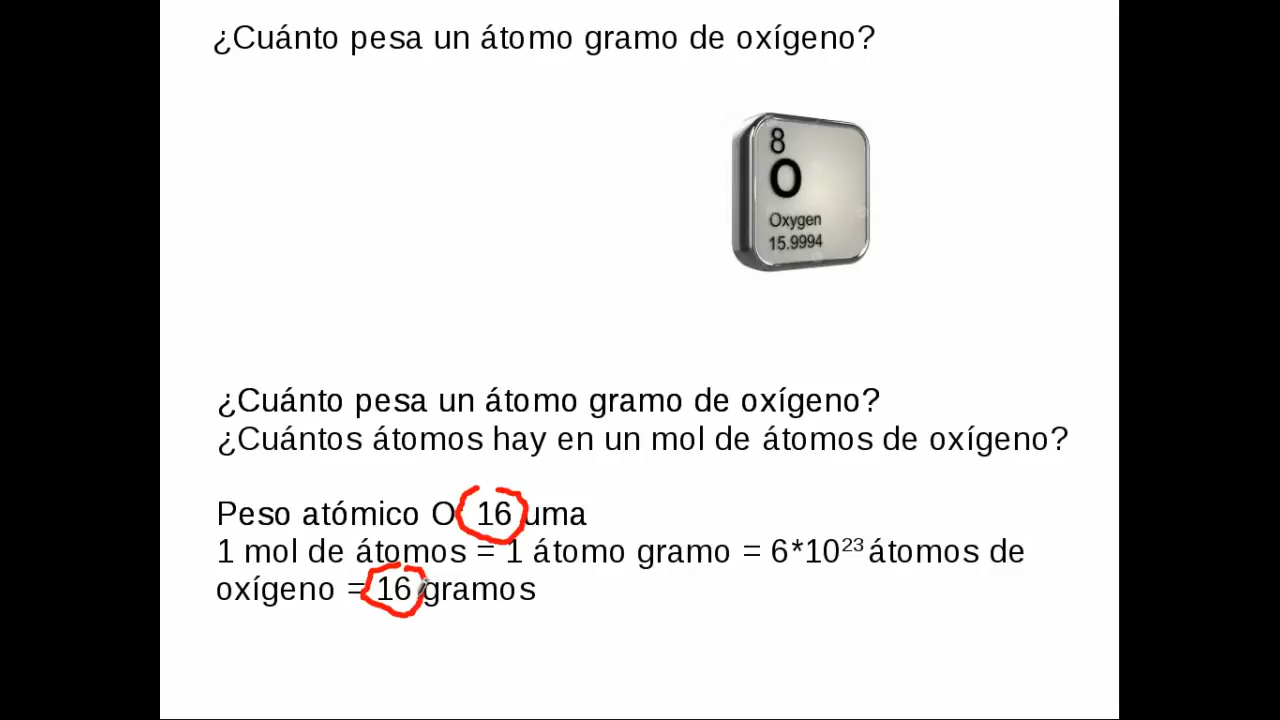 ¿Cuánto pesa un átomo gramo de oxígeno?
8
O
Oxygen
15.9994
¿Cuánto pesa un átomo gramo de oxígeno?
¿Cuántos átomos hay en un mol de átomos de oxígeno?
Peso atómico O 16 uma
1 mol de átomos = 1 átomo gramo = 6*10²³ átomos de
oxígeno = 16 gramos